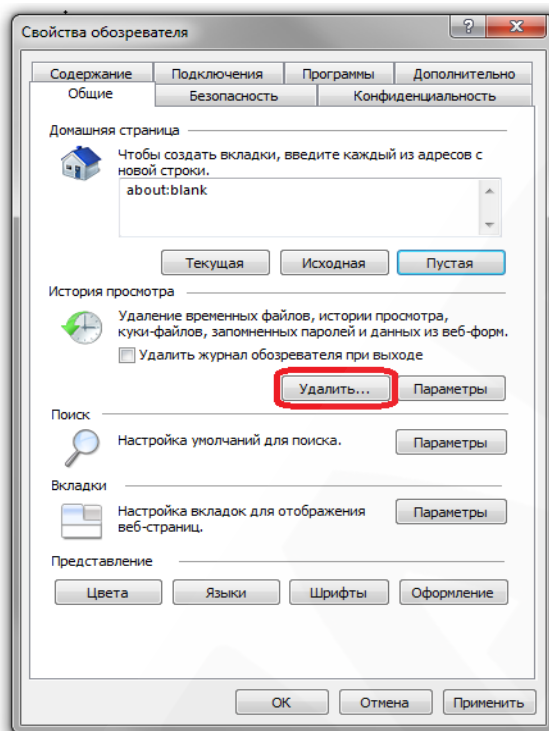 Свойства обозревателя
Содержание Подключения Программы Дополнительно
Общие Безопасность Конфиденциальность
Домашняя страница
Чтобы создать вкладки, введите каждый из адресов с
новой строки.
about:blank
Текущая Исходная Пустая
История просмотра
Удаление временных файлов, истории просмотра,
куки-файлов, запомненных паролей и данных из веб-форм.
Удалить журнал обозревателя при выходе
Удалить... Параметры
Поиск
Настройка умолчаний для поиска. Параметры
Вкладки
Настройка вкладок для отображения Параметры
веб-страниц.
Представление
Цвета Языки Шрифты Оформление
ОК Отмена Применить